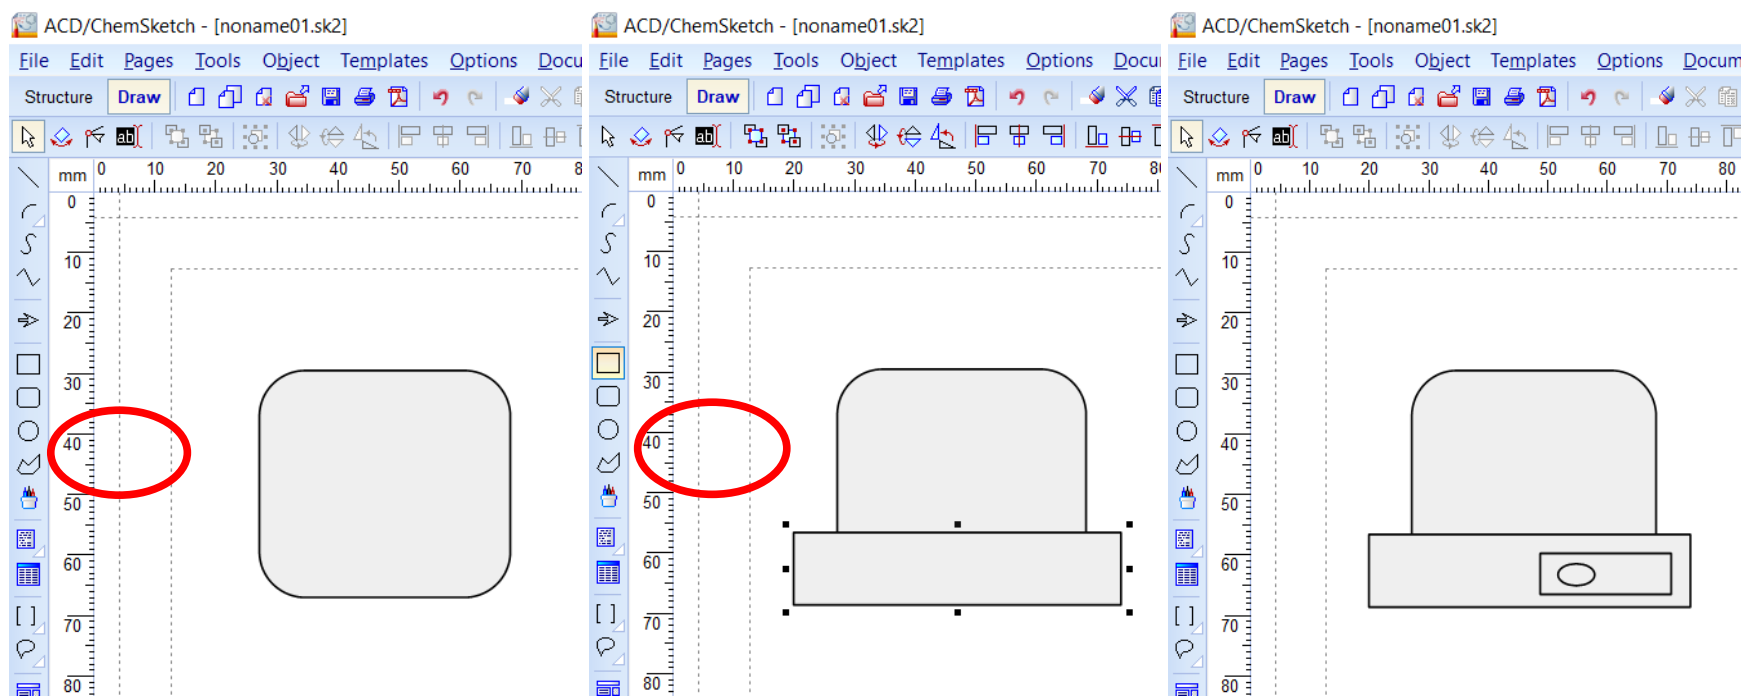 ACD/ChemSketch - [noname01.sk2]
File Edit Pages Tools Object Templates Options Docu
Structure Draw
ab
mm 0 10 20 30 40 50 60 70 8
0
10
20
30
40
50
60
70
80
ACD/ChemSketch - [noname01.sk2]
File Edit Pages Tools Object Templates Options Docu
Structure Draw
ab
mm 0 10 20 30 40 50 60 70 8
0
10
20
30
40
50
60
70
80
ACD/ChemSketch - [noname01.sk2]
File Edit Pages Tools Object Templates Options Docum
Structure Draw
ab
mm 0 10 20 30 40 50 60 70 80
0
10
20
30
40
50
60
70
80